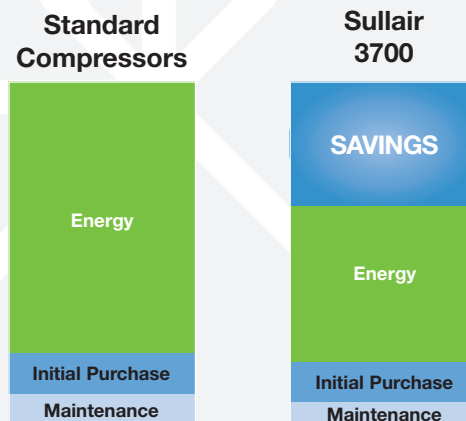 Standard
Compressors
Energy
Initial Purchase
Maintenance
Sullair
3700
SAVINGS
Energy
Initial Purchase
Maintenance